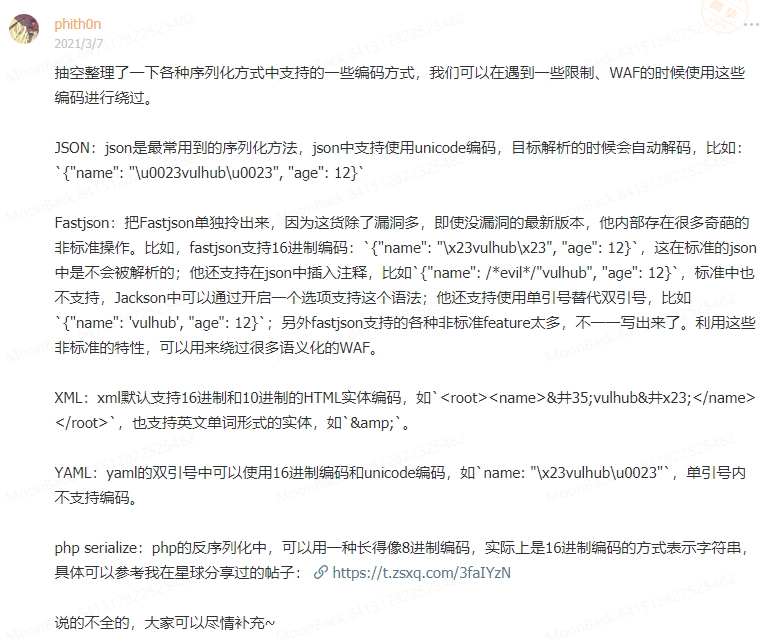 phith0n
2021/3/7
抽空整理了一下各种序列化方式中支持的一些编码方式，我们可以在遇到一些限制、WAF的时候使用这些
编码进行绕过。
JSON：json是最常用到的序列化方法，json中支持使用unicode编码，目标解析的时候会自动解码，比如：
`{"name": "\u0023vulhub\u0023", "age": 12}`
Fastjson：把Fastjson单独拎出来，因为这货除了漏洞多，即使没漏洞的最新版本，他内部存在很多奇葩的
非标准操作。比如，fastjson支持16进制编码：`{"name": "\x23vulhub\x23", "age": 12}`，这在标准的json
中是不会被解析的；他还支持在json中插入注释，比如`{"name": /*evil*/"vulhub", "age": 12}`，标准中也
不支持，Jackson中可以通过开启一个选项支持这个语法；他还支持使用单引号替代双引号，比如
`{"name": 'vulhub', "age": 12}`；另外fastjson支持的各种非标准feature太多，不一一写出来了。利用这些
非标准的特性，可以用来绕过很多语义化的WAF。
XML：xml默认支持16进制和10进制的HTML实体编码，如`<root><name>&井35;vulhub&井x23;</name>
</root>`，也支持英文单词形式的实体，如`&amp;`。
YAML：yaml的双引号中可以使用16进制编码和unicode编码，如`name: "\x23vulhub\u0023"`，单引号内
不支持编码。
php serialize：php的反序列化中，可以用一种长得像8进制编码，实际上是16进制编码的方式表示字符串，
具体可以参考我在星球分享过的帖子： https://t.zsxq.com/3faIYzN
说的不全的，大家可以尽情补充~
MoonBack 841512822525482